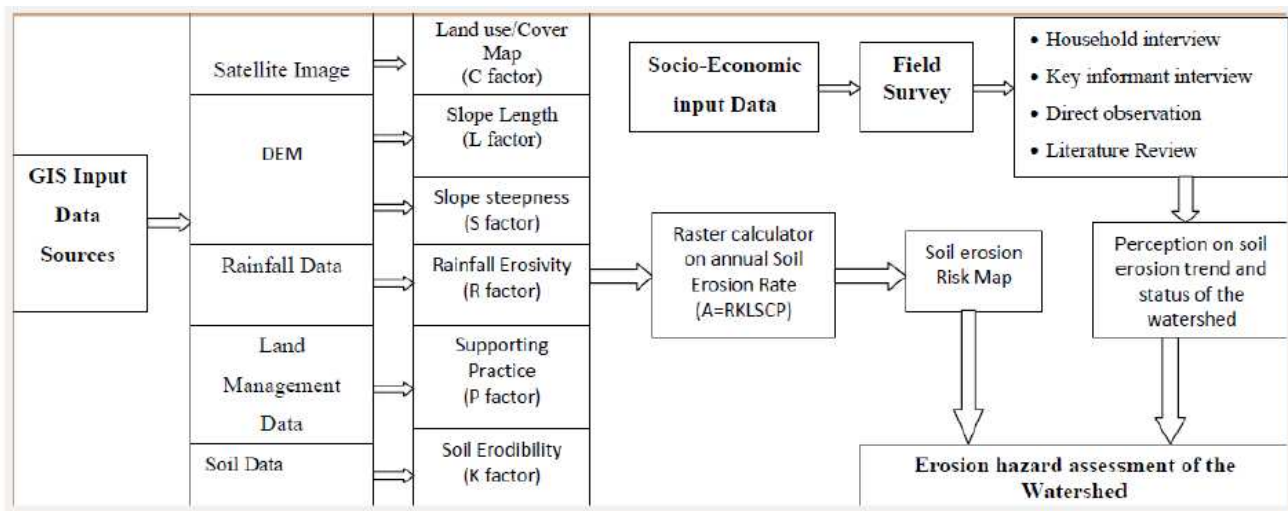 GIS Input
Data
Sources
Satellite Image
DEM
Rainfall Data
Land
Management
Data
Soil Data
Land use/Cover
Map
(C factor)
Slope Length
(L factor)
Slope steepness
(S factor)
Rainfall Erosivity
(R factor)
Supporting
Practice
(P factor)
Soil Erodibility
(K factor)
Raster calculator
on annual Soil
Erosion Rate
(A=RKLSCP)
Soil erosion
Risk Map
Socio-Economic
input Data
Field
Survey
• Household interview
• Key informant interview
• Direct observation
• Literature Review
Perception on soil
erosion trend and
status of the
watershed
Erosion hazard assessment of the
Watershed